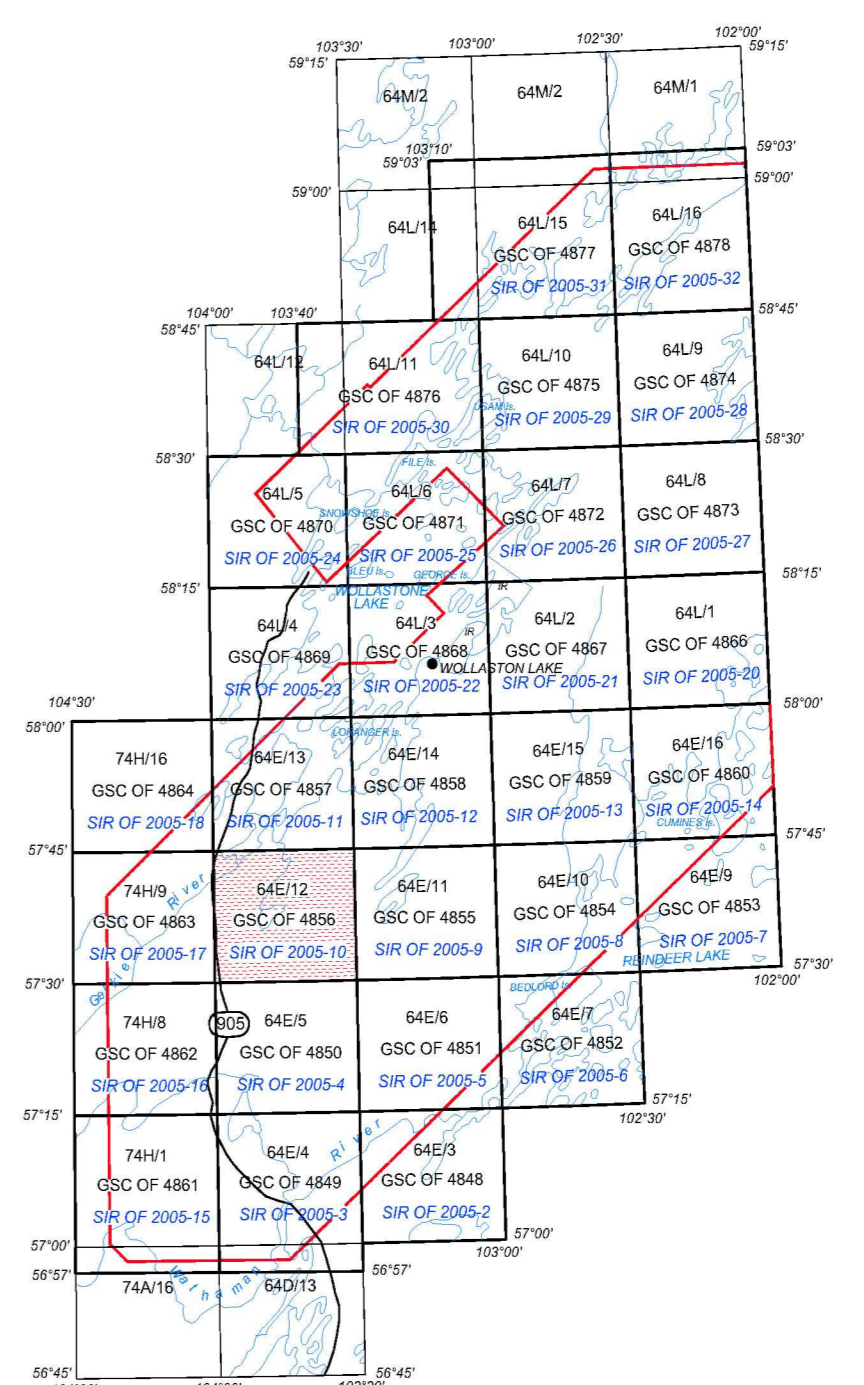 103°30'
103°00'
102°30'
102°00'
59°15'
59°15'
64M/2
64M/2
64M/1
59°03'
103°10'
59°03'
59°00'
59°00'
64L/14
64L/15
GSC OF 4877
SIR OF 2005-31
64L/16
GSC OF 4878
SIR OF 2005-32
104°00'
103°40'
58°45'
58°45'
64L/12
64L/11
GSC OF 4876
SIR OF 2005-30
64L/10
GSC OF 4875
USAM Is.
SIR OF 2005-29
64L/9
GSC OF 4874
SIR OF 2005-28
58°30'
58°30'
FILE Is.
64L/5
GSC OF 4870
SIR OF 2005-24
64L/6
SNOWSHOE Is.
GSC OF 4871
SIR OF 2005-25
64L/7
GSC OF 4872
SIR OF 2005-26
64L/8
GSC OF 4873
SIR OF 2005-27
BLEU Is.
GEORGE Is.
58°15'
58°15'
WOLLASTONE
LAKE
IR
IR
64L/4
GSC OF 4869
SIR OF 2005-23
64L/3
GSC OF 4868
WOLLASTON LAKE
SIR OF 2005-22
64L/2
GSC OF 4867
SIR OF 2005-21
64L/1
GSC OF 4866
SIR OF 2005-20
104°30'
58°00'
58°00'
LORANGER Is.
74H/16
GSC OF 4864
SIR OF 2005-18
64E/13
GSC OF 4857
SIR OF 2005-11
64E/14
GSC OF 4858
SIR OF 2005-12
64E/15
GSC OF 4859
SIR OF 2005-13
64E/16
GSC OF 4860
SIR OF 2005-14
CUMINES Is.
57°45'
57°45'
74H/9
GSC OF 4863
SIR OF 2005-17
Geikie River
64E/12
GSC OF 4856
SIR OF 2005-10
64E/11
GSC OF 4855
SIR OF 2005-9
64E/10
GSC OF 4854
SIR OF 2005-8
64E/9
GSC OF 4853
SIR OF 2005-7
REINDEER LAKE
57°30'
57°30'
102°00'
BEDLORD Is.
74H/8
GSC OF 4862
SIR OF 2005-16
905
64E/5
GSC OF 4850
SIR OF 2005-4
64E/6
GSC OF 4851
SIR OF 2005-5
64E/7
GSC OF 4852
SIR OF 2005-6
57°15'
57°15'
102°30'
74H/1
GSC OF 4861
SIR OF 2005-15
64E/4
GSC OF 4849
SIR OF 2005-3
River
64E/3
GSC OF 4848
SIR OF 2005-2
57°00'
57°00'
103°00'
56°57'
56°57'
Wathaman
74A/16
64D/13
56°45'
56°45'